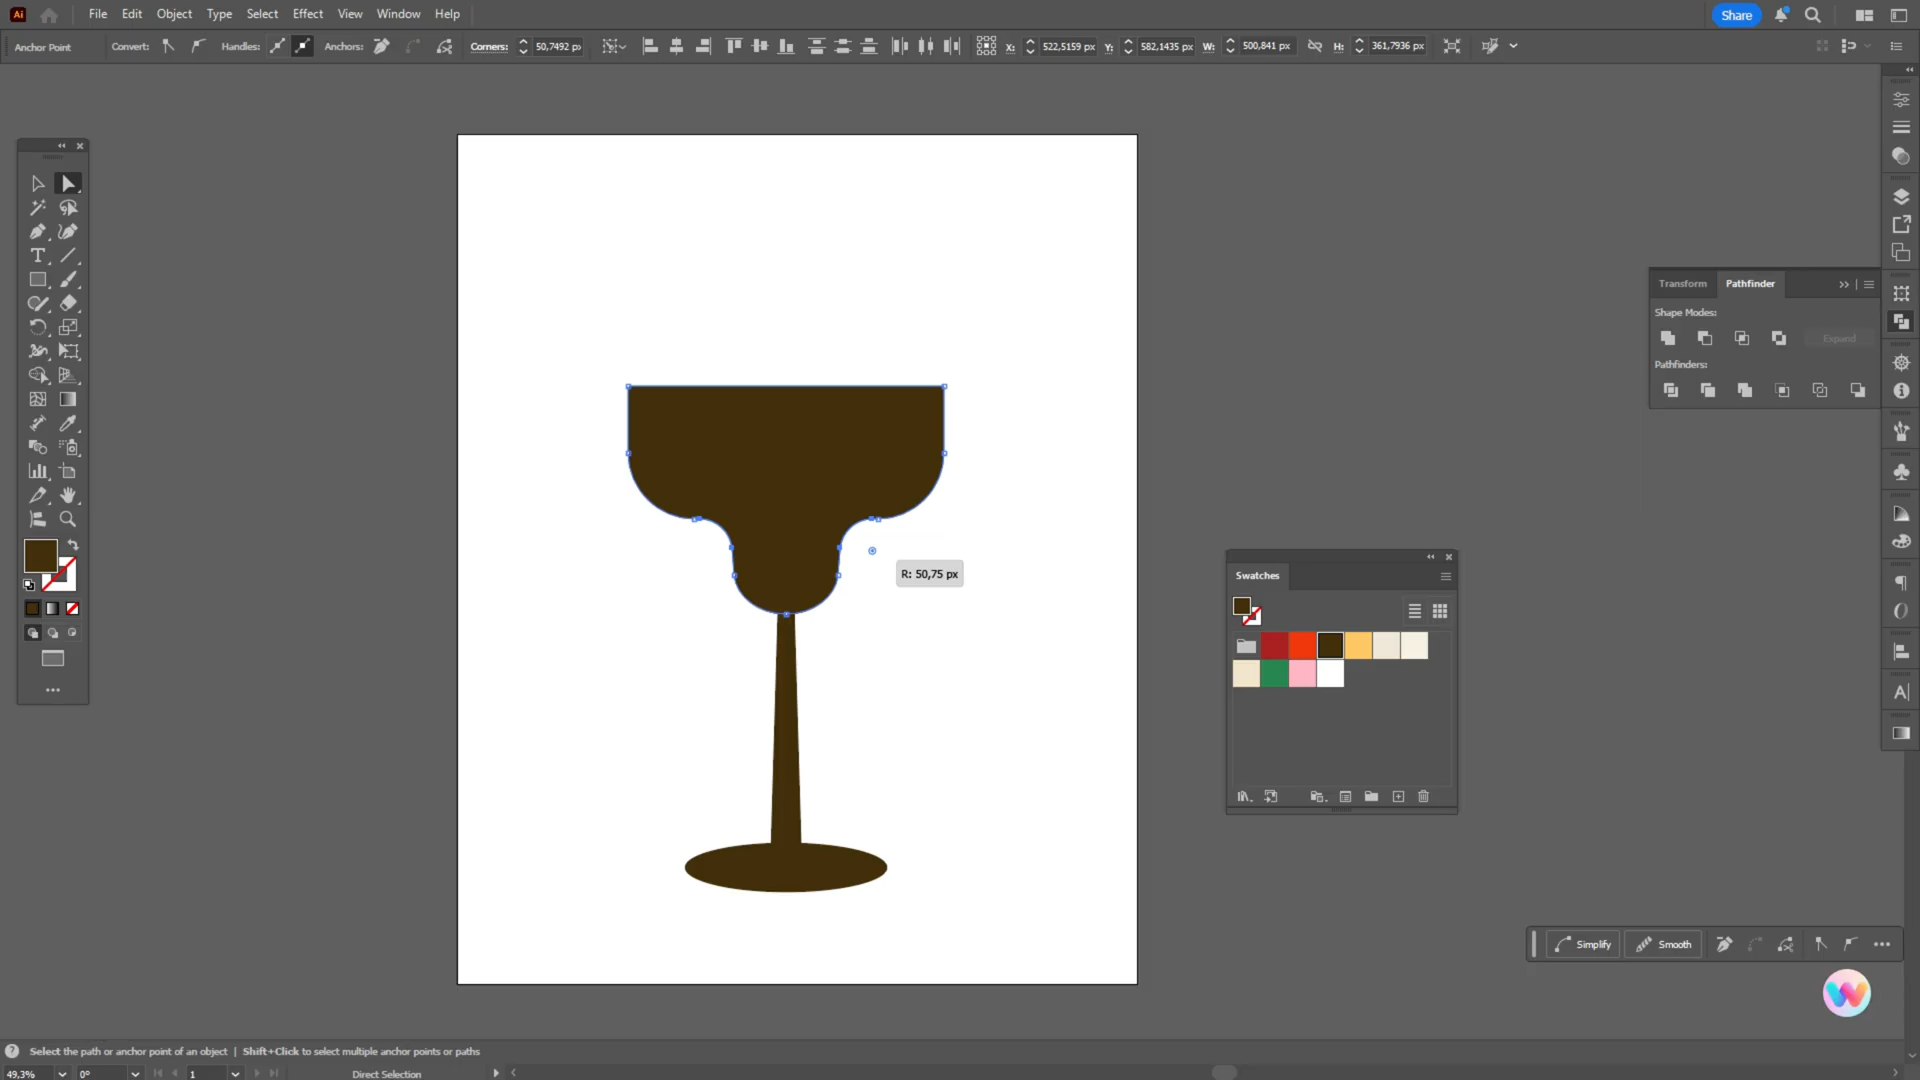 Ai File Edit Object Type Select Effect View Window Help Share
Anchor Point Convert: Handles: Anchors: Corners: 50,7492 px X: 522,5159 px Y: 582,1435 px W: 500,841 px H: 361,7936 px
Transform Pathfinder
Shape Modes:
Expand
Pathfinders:
R: 50,75 px
Swatches
Simplify Smooth
Select the path or anchor point of an object | Shift+Click to select multiple anchor points or paths
49,3% 0° 1 Direct Selection